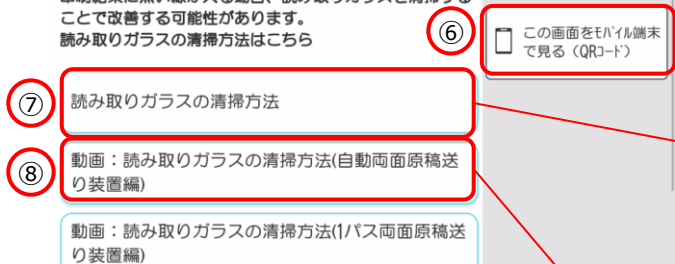 ことで改善する可能性があります。
読み取りガラスの清掃方法はこちら
⑥
この画面をモバイル端末
で見る（QRコード）
⑦
読み取りガラスの清掃方法
⑧
動画：読み取りガラスの清掃方法(自動両面原稿送
り装置編)
動画：読み取りガラスの清掃方法(1パス両面原稿送
り装置編)